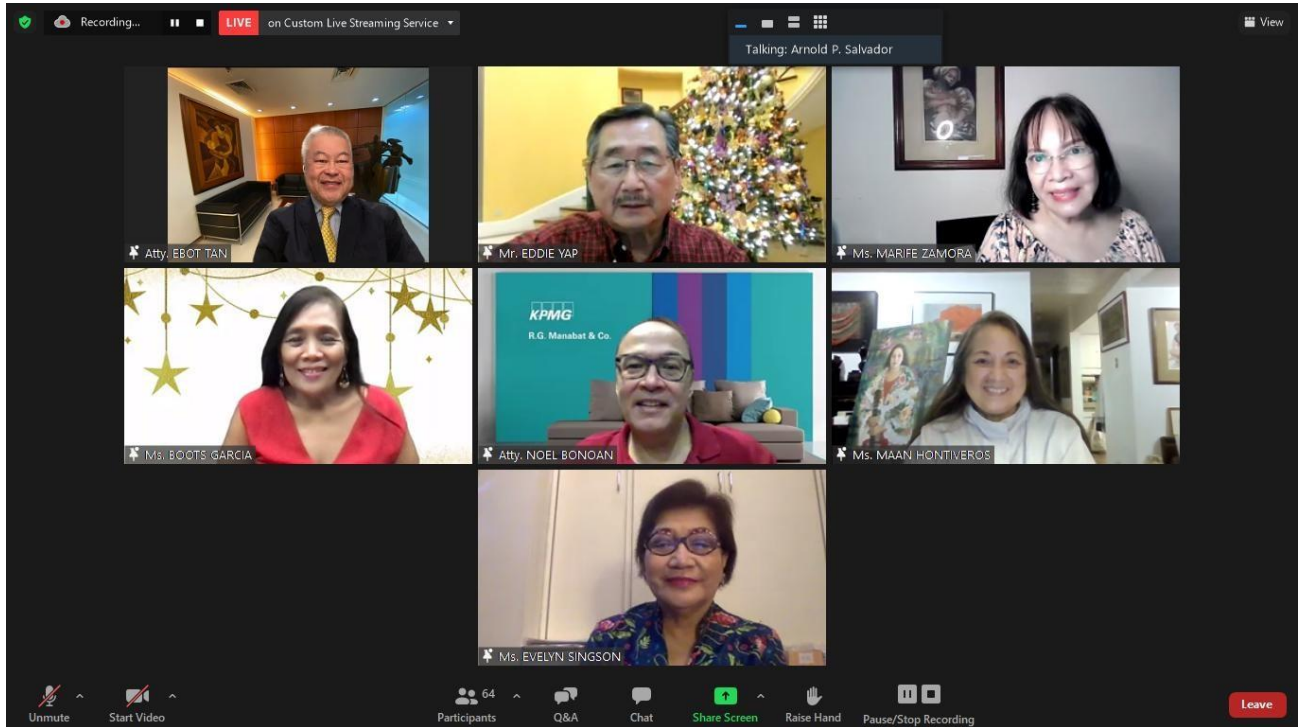 Recording...
LIVE
on Custom Live Streaming Service
View
Talking: Arnold P. Salvador
Atty. EBOT TAN
Mr. EDDIE YAP
Ms. MARIFE ZAMORA
KPMG
R.G. Manabat & Co.
Ms. BOOTS GARCIA
Atty. NOEL BONOAN
Ms. MAAN HONTIVEROS
Ms. EVELYN SINGSON
Unmute
Start Video
64
Participants
Q&A
Chat
Share Screen
Raise Hand
Pause/Stop Recording
Leave